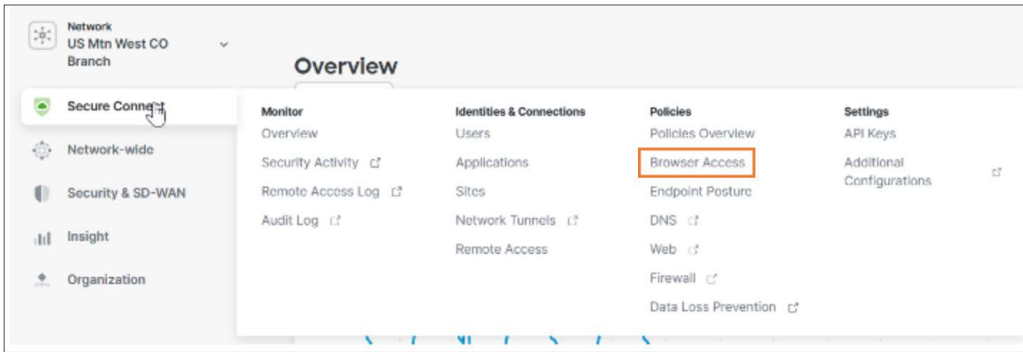 Network
US Mtn West CO
Branch
Overview
Secure Connect
Network-wide
Security & SD-WAN
Insight
Organization
Monitor
Overview
Security Activity
Remote Access Log
Audit Log
Identities & Connections
Users
Applications
Sites
Network Tunnels
Remote Access
Policies
Policies Overview
Browser Access
Endpoint Posture
DNS
Web
Firewall
Data Loss Prevention
Settings
API Keys
Additional
Configurations